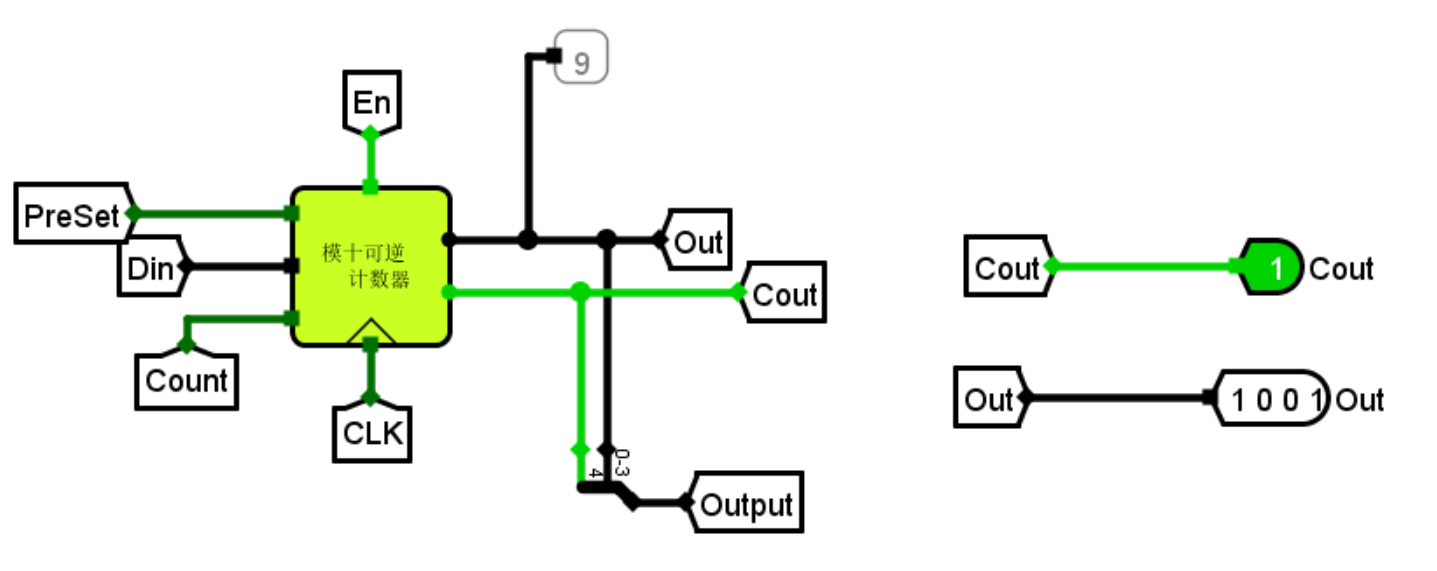 9
En
PreSet
Din
模十可逆
计数器
Out
Cout
Count
CLK
4
0-3
Output
Cout
1
Cout
Out
1 0 0 1
Out